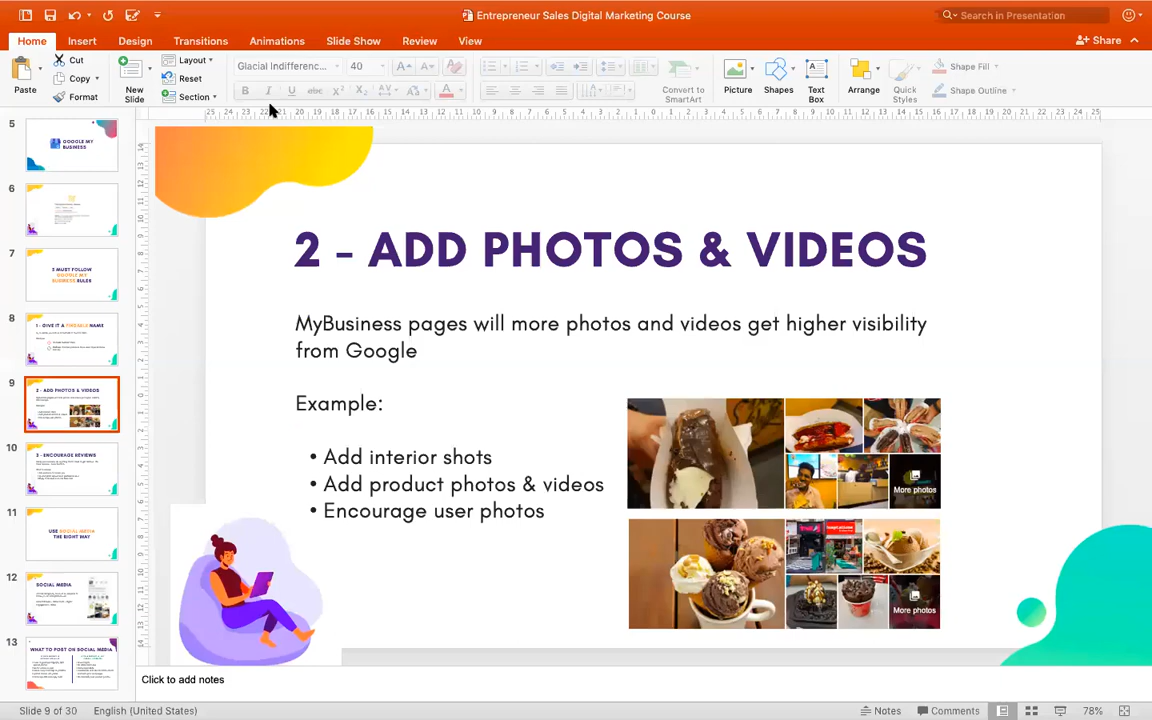 Entrepreneur Sales Digital Marketing Course
Search in Presentation
Home Insert Design Transitions Animations Slide Show Review View
Share
Paste
Cut
Copy
Format
New
Slide
Layout
Reset
Section
Glacial Indifferenc... 40
Convert to
SmartArt
Picture
Shapes
Text
Box
Arrange
Quick
Styles
Shape Fill
Shape Outline
5
GOOGLE MY
BUSINESS
6
7
3 MUST FOLLOW
GOOGLE MY
BUSINESS RULES
8
1 - GIVE IT A FINDABLE NAME
9
2 - ADD PHOTOS & VIDEOS
10
3 - ENCOURAGE REVIEWS
11
USE SOCIAL MEDIA
THE RIGHT WAY
12
SOCIAL MEDIA
13
WHAT TO POST ON SOCIAL MEDIA
2 - ADD PHOTOS & VIDEOS
MyBusiness pages will more photos and videos get higher visibility
from Google
Example:
• Add interior shots
• Add product photos & videos
• Encourage user photos
More photos
More photos
Click to add notes
Slide 9 of 30 English (United States)
Notes Comments 78%